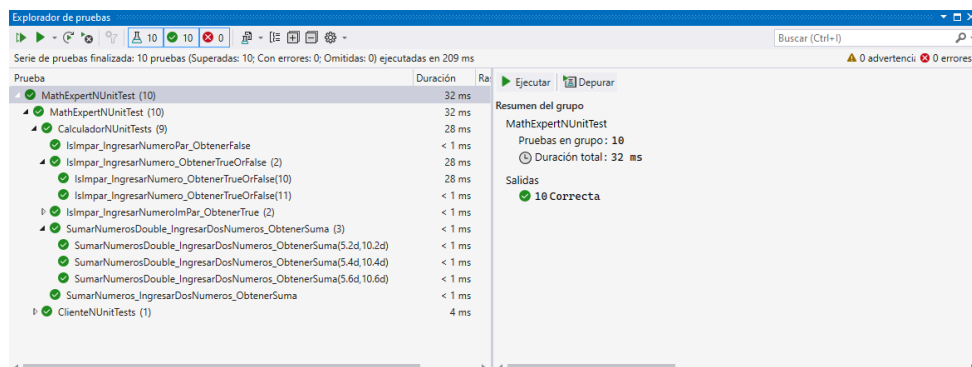 Explorador de pruebas
10 10 0
Buscar (Ctrl+I)
Serie de pruebas finalizada: 10 pruebas (Superadas: 10; Con errores: 0; Omitidas: 0) ejecutadas en 209 ms
0 advertenci 0 errores
Prueba Duración Ra
MathExpertNUnitTest (10) 32 ms
MathExpertNUnitTest (10) 32 ms
CalculadorNUnitTests (9) 28 ms
IsImpar_IngresarNumeroPar_ObtenerFalse < 1 ms
IsImpar_IngresarNumero_ObtenerTrueOrFalse (2) 28 ms
IsImpar_IngresarNumero_ObtenerTrueOrFalse(10) 28 ms
IsImpar_IngresarNumero_ObtenerTrueOrFalse(11) < 1 ms
IsImpar_IngresarNumeroImPar_ObtenerTrue (2) < 1 ms
SumarNumerosDouble_IngresarDosNumeros_ObtenerSuma (3) < 1 ms
SumarNumerosDouble_IngresarDosNumeros_ObtenerSuma(5.2d,10.2d) < 1 ms
SumarNumerosDouble_IngresarDosNumeros_ObtenerSuma(5.4d,10.4d) < 1 ms
SumarNumerosDouble_IngresarDosNumeros_ObtenerSuma(5.6d,10.6d) < 1 ms
SumarNumeros_IngresarDosNumeros_ObtenerSuma < 1 ms
ClienteNUnitTests (1) 4 ms
Ejecutar Depurar
Resumen del grupo
MathExpertNUnitTest
Pruebas en grupo: 10
Duración total: 32 ms
Salidas
10 Correcta